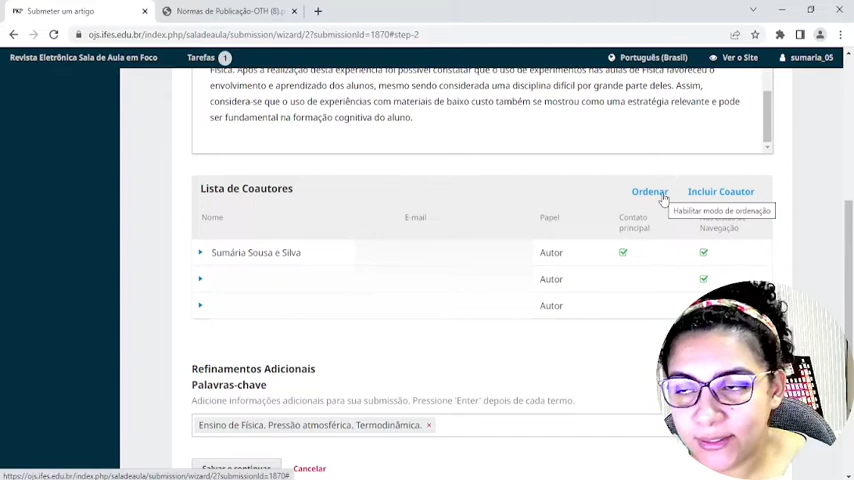 Submeter um artigo
Normas de Publicação-OTH (8).p
ojs.ifes.edu.br/index.php/saladeaula/submission/wizard/2?submissionId=1870#step-2
Revista Eletrônica Sala de Aula em Foco
Tarefas 1
Português (Brasil)
Ver o Site
sumaria_05
Física. Após a realização desta experiência foi possível constatar que o uso de experimentos nas aulas de Física favoreceu o
envolvimento e aprendizado dos alunos, mesmo sendo considerada uma disciplina difícil por grande parte deles. Assim,
considera-se que o uso de experiências com materiais de baixo custo também se mostrou como uma estratégia relevante e pode
ser fundamental na formação cognitiva do aluno.
Lista de Coautores
Ordenar
Incluir Coautor
Habilitar modo de ordenação
Nome
E-mail
Papel
Contato
principal
Navegação
Sumária Sousa e Silva
Autor
Autor
Refinamentos Adicionais
Palavras-chave
Adicione informações adicionais para sua submissão. Pressione 'Enter' depois de cada termo.
Ensino de Física. Pressão atmosférica. Termodinâmica. ×
Salvar e continuar
Cancelar
https://ojs.ifes.edu.br/index.php/saladeaula/submission/wizard/2?submissionId=1870#